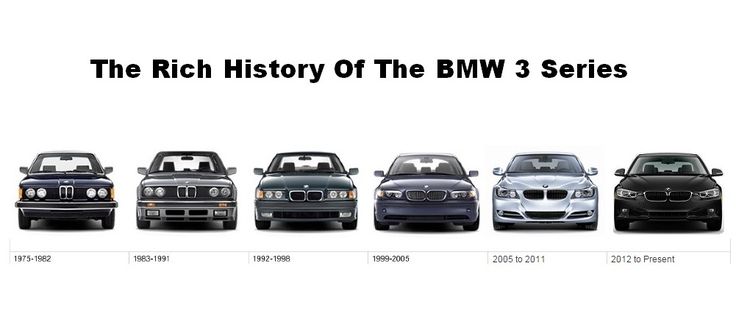 The Rich History Of The BMW 3 Series
1975-1982
1983-1991
1992-1998
1999-2005
2005 to 2011
2012 to Present